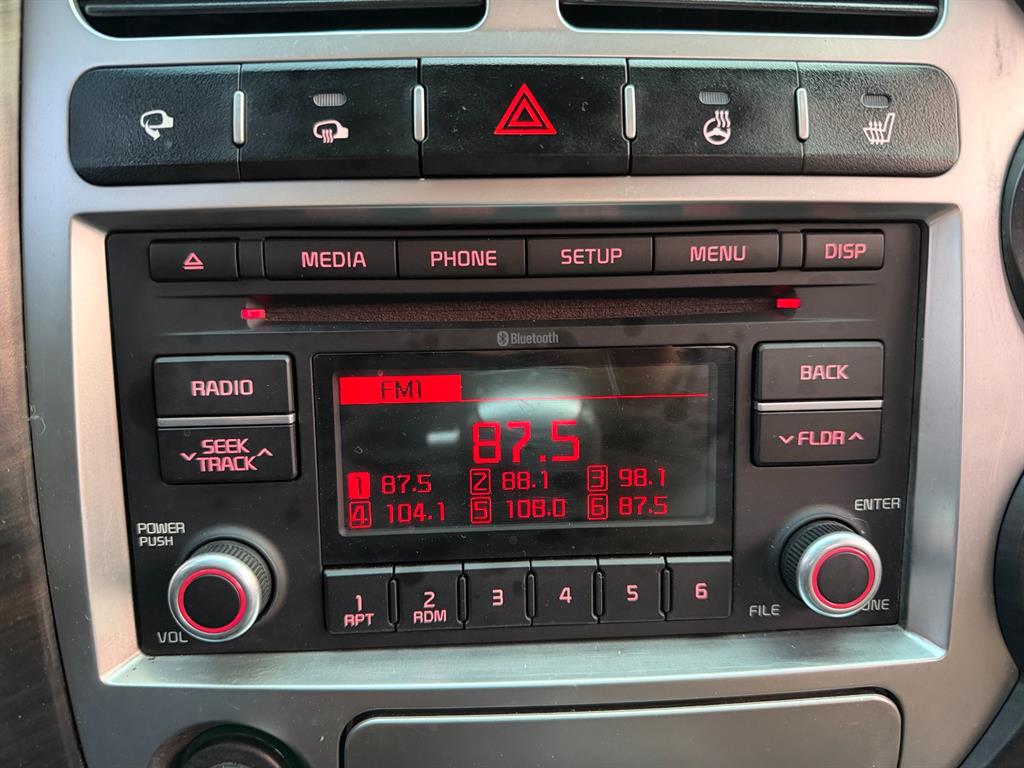 MEDIA PHONE SETUP MENU DISP
Bluetooth
RADIO
BACK
SEEK
TRACK
FLDR
FM1
87.5
1 87.5 2 88.1 3 98.1
4 104.1 5 108.0 6 87.5
POWER
PUSH
VOL
ENTER
FILE
1 2 3 4 5 6
RPT RDM